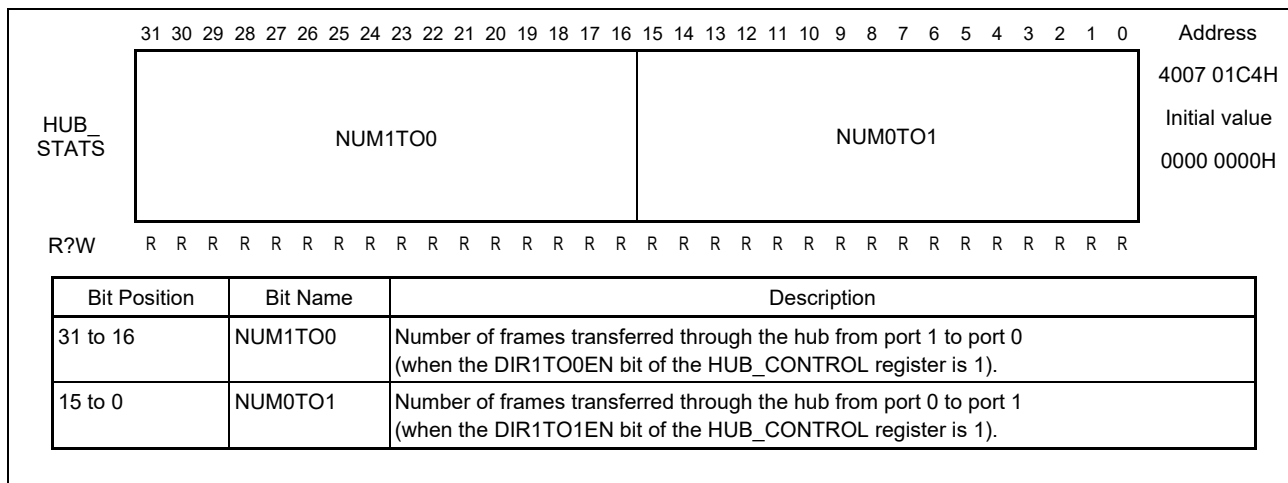 31 30 29 28 27 26 25 24 23 22 21 20 19 18 17 16 15 14 13 12 11 10 9 8 7 6 5 4 3 2 1 0 Address
4007 01C4H
HUB_
STATS
NUM1TO0
NUM0TO1
Initial value
0000 0000H
R?W R R R R R R R R R R R R R R R R R R R R R R R R R R R R R R R R
Bit Position Bit Name Description
31 to 16 NUM1TO0 Number of frames transferred through the hub from port 1 to port 0
(when the DIR1TO0EN bit of the HUB_CONTROL register is 1).
15 to 0 NUM0TO1 Number of frames transferred through the hub from port 0 to port 1
(when the DIR1TO1EN bit of the HUB_CONTROL register is 1).